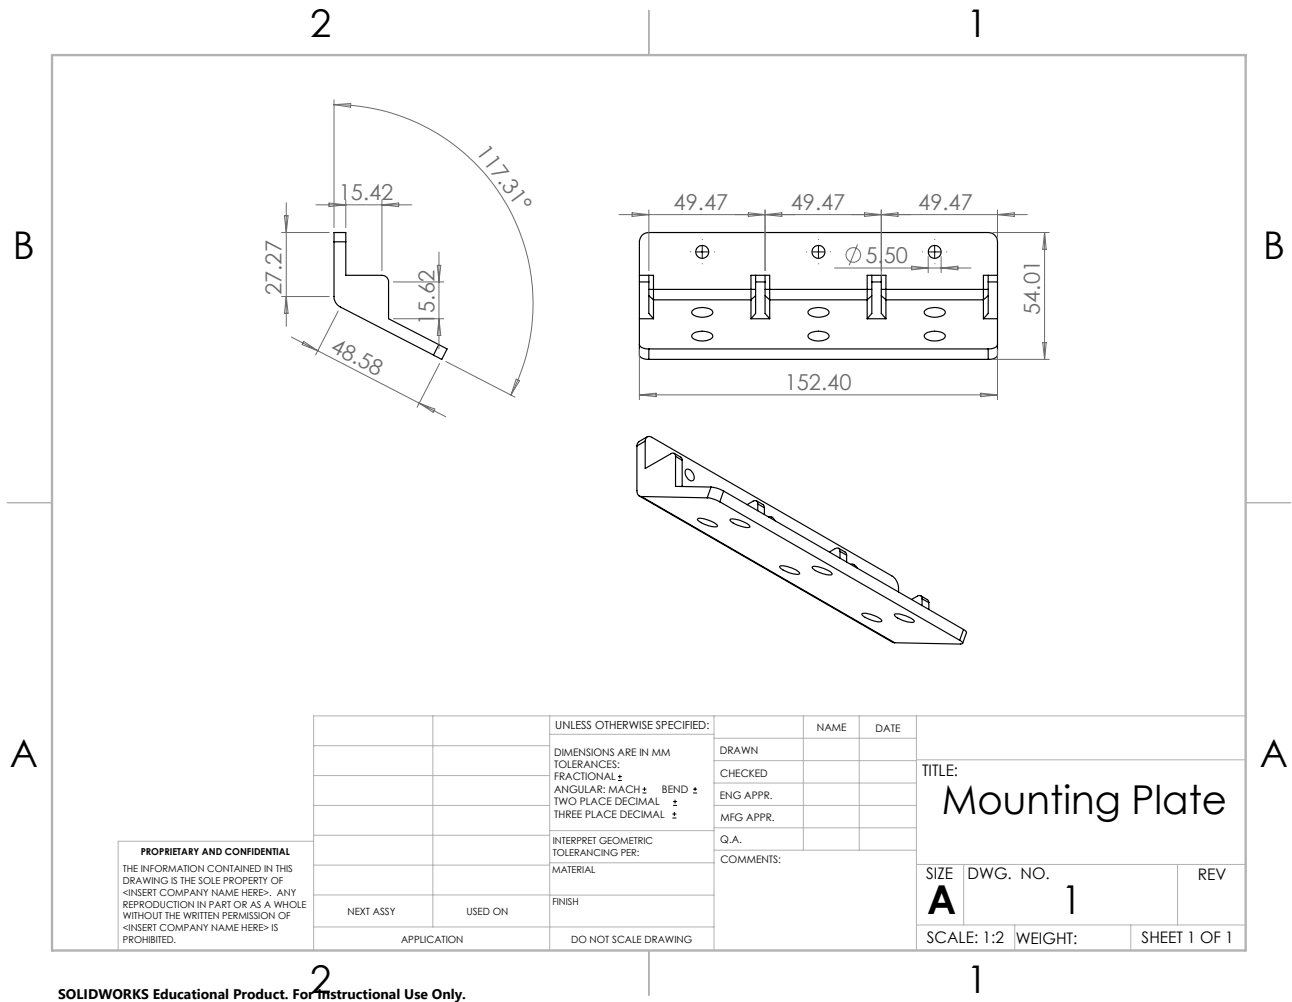 2
1
B
B
117.31°
15.42
27.27
15.62
48.58
49.47
49.47
49.47
∅5.50
54.01
152.40
A
A
UNLESS OTHERWISE SPECIFIED:
DIMENSIONS ARE IN MM
TOLERANCES:
FRACTIONAL ±
ANGULAR: MACH ± BEND ±
TWO PLACE DECIMAL ±
THREE PLACE DECIMAL ±
INTERPRET GEOMETRIC
TOLERANCING PER:
MATERIAL
FINISH
DO NOT SCALE DRAWING
NAME DATE
DRAWN
CHECKED
ENG APPR.
MFG APPR.
Q.A.
COMMENTS:
TITLE:
Mounting Plate
SIZE DWG. NO. REV
A 1
SCALE: 1:2 WEIGHT: SHEET 1 OF 1
PROPRIETARY AND CONFIDENTIAL
THE INFORMATION CONTAINED IN THIS
DRAWING IS THE SOLE PROPERTY OF
<INSERT COMPANY NAME HERE>. ANY
REPRODUCTION IN PART OR AS A WHOLE
WITHOUT THE WRITTEN PERMISSION OF
<INSERT COMPANY NAME HERE> IS
PROHIBITED.
NEXT ASSY USED ON
APPLICATION
2
1
SOLIDWORKS Educational Product. For Instructional Use Only.